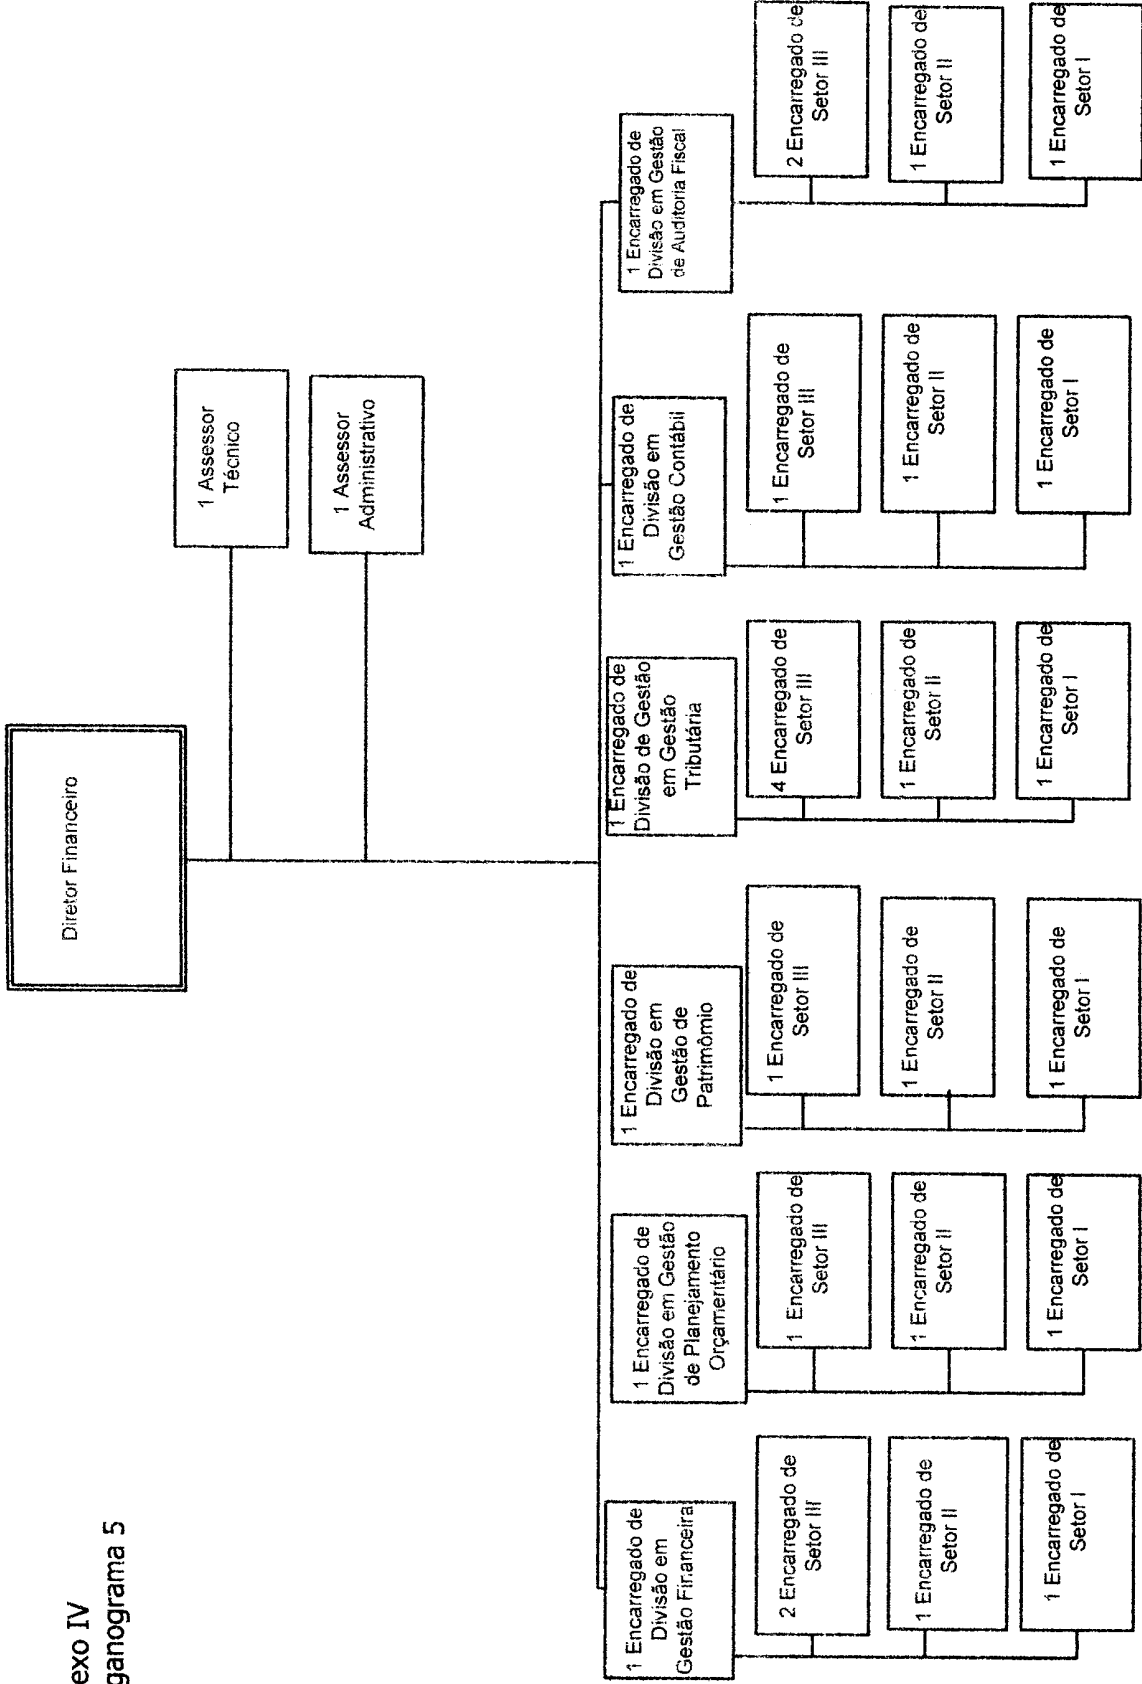 exo IV
ganograma 5
Diretor Financeiro
1 Assessor
Técnico
1 Assessor
Administrativo
1 Encarregado de
Divisão em
Gestão Financeira
2 Encarregado de
Setor III
1 Encarregado de
Setor II
1 Encarregado de
Setor I
1 Encarregado de
Divisão em Gestão
de Planejamento
Orçamentário
1 Encarregado de
Setor III
1 Encarregado de
Setor II
1 Encarregado de
Setor I
1 Encarregado de
Divisão em
Gestão de
Patrimômio
1 Encarregado de
Setor III
1 Encarregado de
Setor II
1 Encarregado de
Setor I
1 Encarregado de
Divisão de Gestão
em Gestão
Tributária
4 Encarregado de
Setor III
1 Encarregado de
Setor II
1 Encarregado de
Setor I
1 Encarregado de
Divisão em
Gestão Contábil
1 Encarregado de
Setor III
1 Encarregado de
Setor II
1 Encarregado de
Setor I
1 Encarregado de
Divisão em Gestão
de Auditoria Fiscal
2 Encarregado de
Setor III
1 Encarregado de
Setor II
1 Encarregado de
Setor I